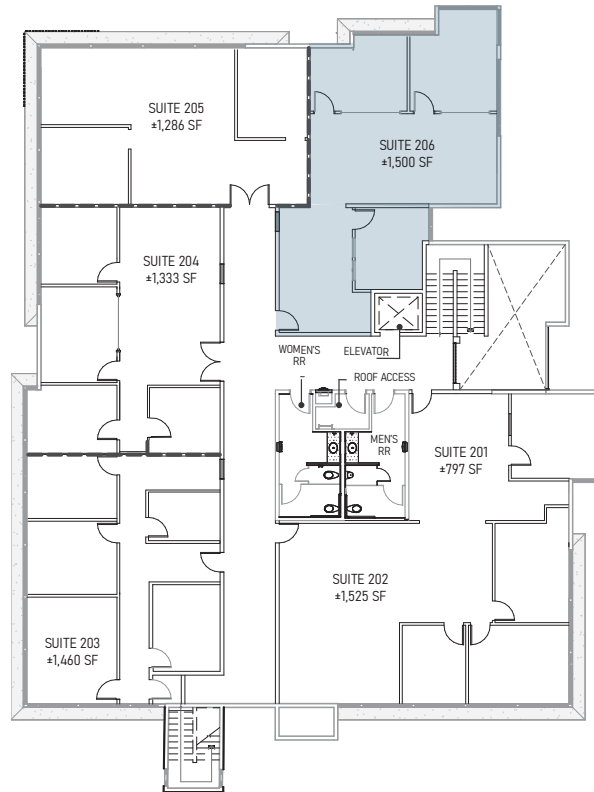 SUITE 205
±1,286 SF
SUITE 206
±1,500 SF
SUITE 204
±1,333 SF
WOMEN'S
RR
ELEVATOR
ROOF ACCESS
MEN'S
RR
SUITE 201
±797 SF
SUITE 202
±1,525 SF
SUITE 203
±1,460 SF